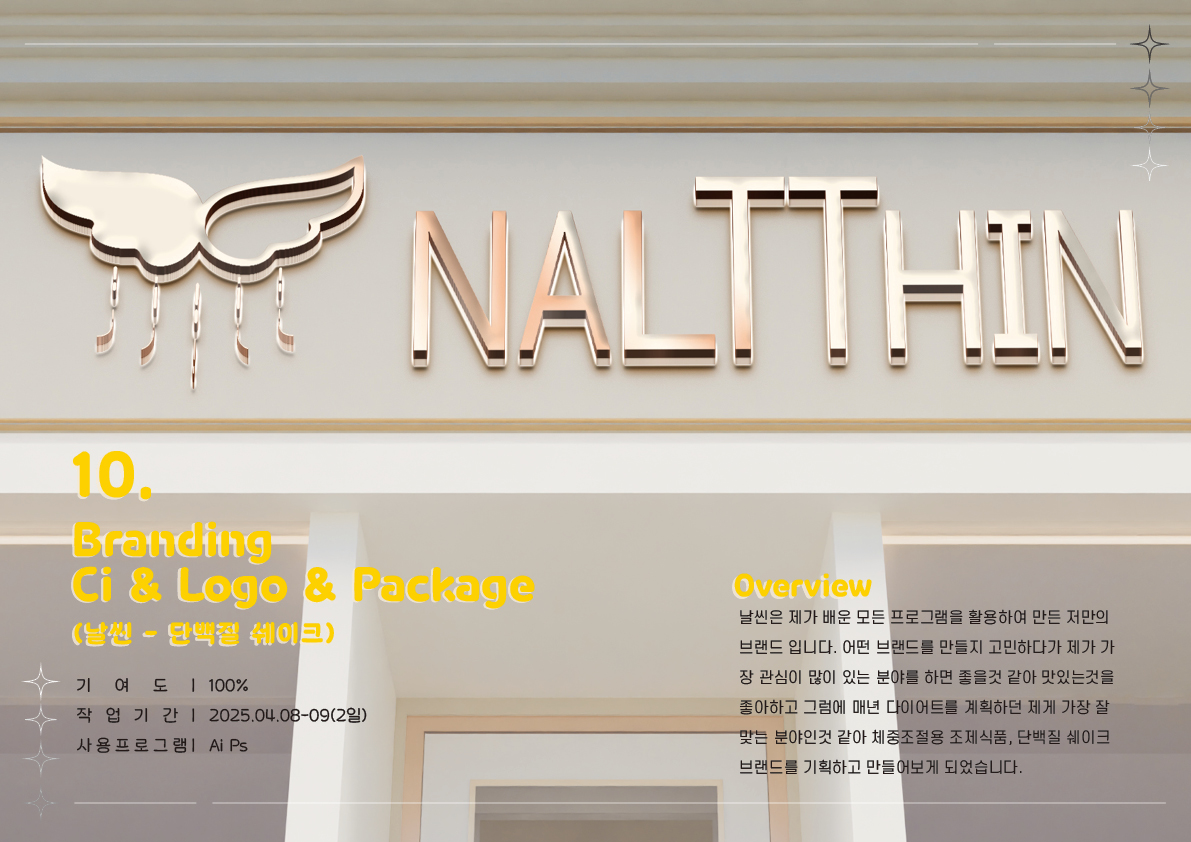 NALTTHIN
10.
Branding
Ci & Logo & Package
(날씬 - 단백질 쉐이크)
기 여 도 | 100%
작 업 기 간 | 2025.04.08-09(2일)
사용프로그램| Ai Ps
Overview
날씬은 제가 배운 모든 프로그램을 활용하여 만든 저만의
브랜드 입니다. 어떤 브랜드를 만들지 고민하다가 제가 가
장 관심이 많이 있는 분야를 하면 좋을것 같아 맛있는것을
좋아하고 그럼에 매년 다이어트를 계획하던 제게 가장 잘
맞는 분야인것 같아 체중조절용 조제식품, 단백질 쉐이크
브랜드를 기획하고 만들어보게 되었습니다.